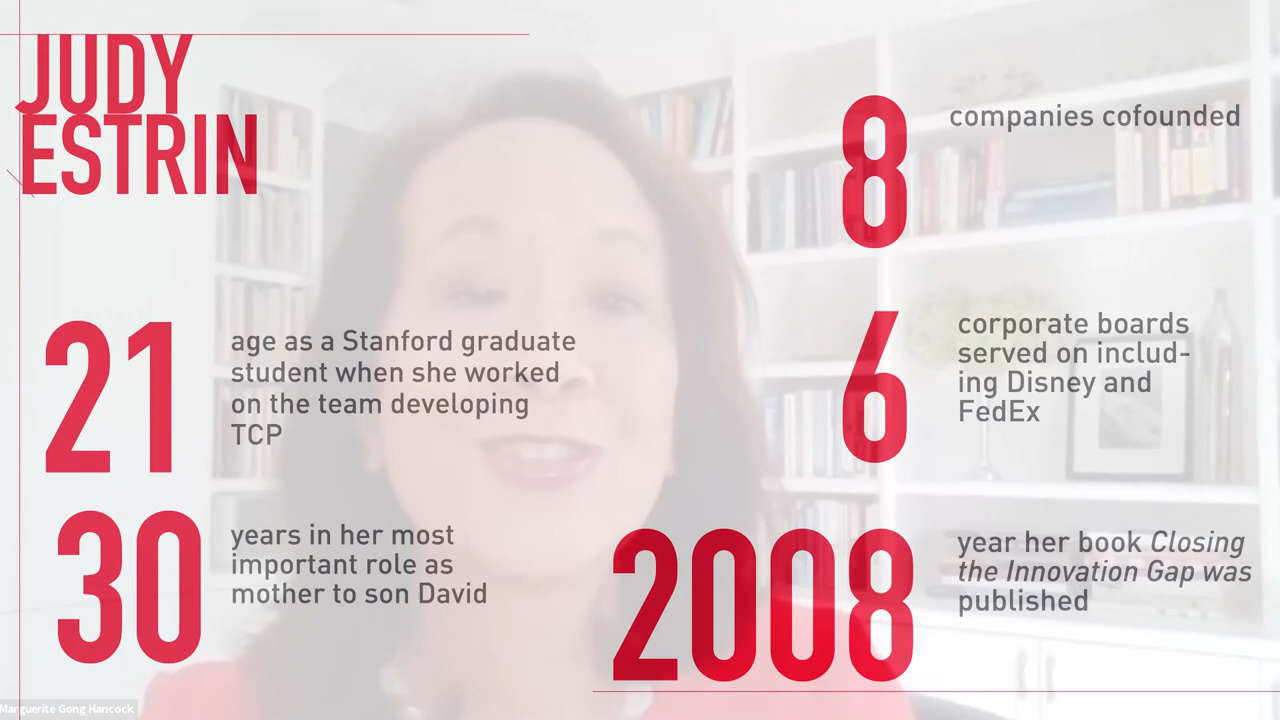 JUDY
ESTRIN
21
age as a Stanford graduate
student when she worked
on the team developing
TCP
30
years in her most
important role as
mother to son David
8
companies cofounded
6
corporate boards
served on includ-
ing Disney and
FedEx
2008
year her book Closing
the Innovation Gap was
published
Marguerite Gong Hancock